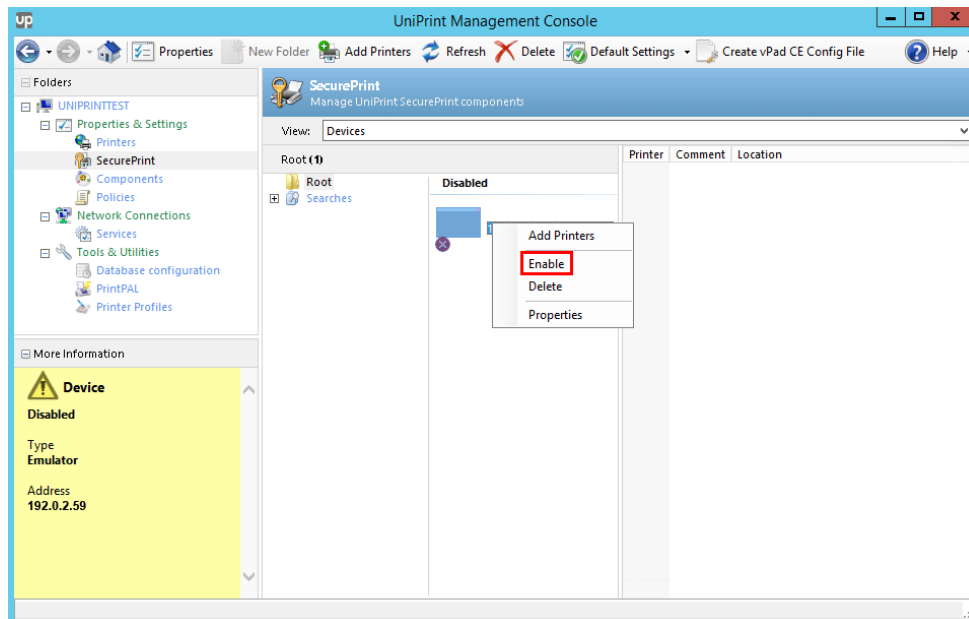 up
UniPrint Management Console
Properties New Folder Add Printers Refresh Delete Default Settings Create vPad CE Config File Help
Folders
UNIPRINTTEST
Properties & Settings
Printers
SecurePrint
Components
Policies
Network Connections
Services
Tools & Utilities
Database configuration
PrintPAL
Printer Profiles
SecurePrint
Manage UniPrint SecurePrint components
View: Devices
Root (1)
Root
Searches
Disabled
1
Add Printers
Enable
Delete
Properties
Printer Comment Location
More Information
Device
Disabled
Type
Emulator
Address
192.0.2.59